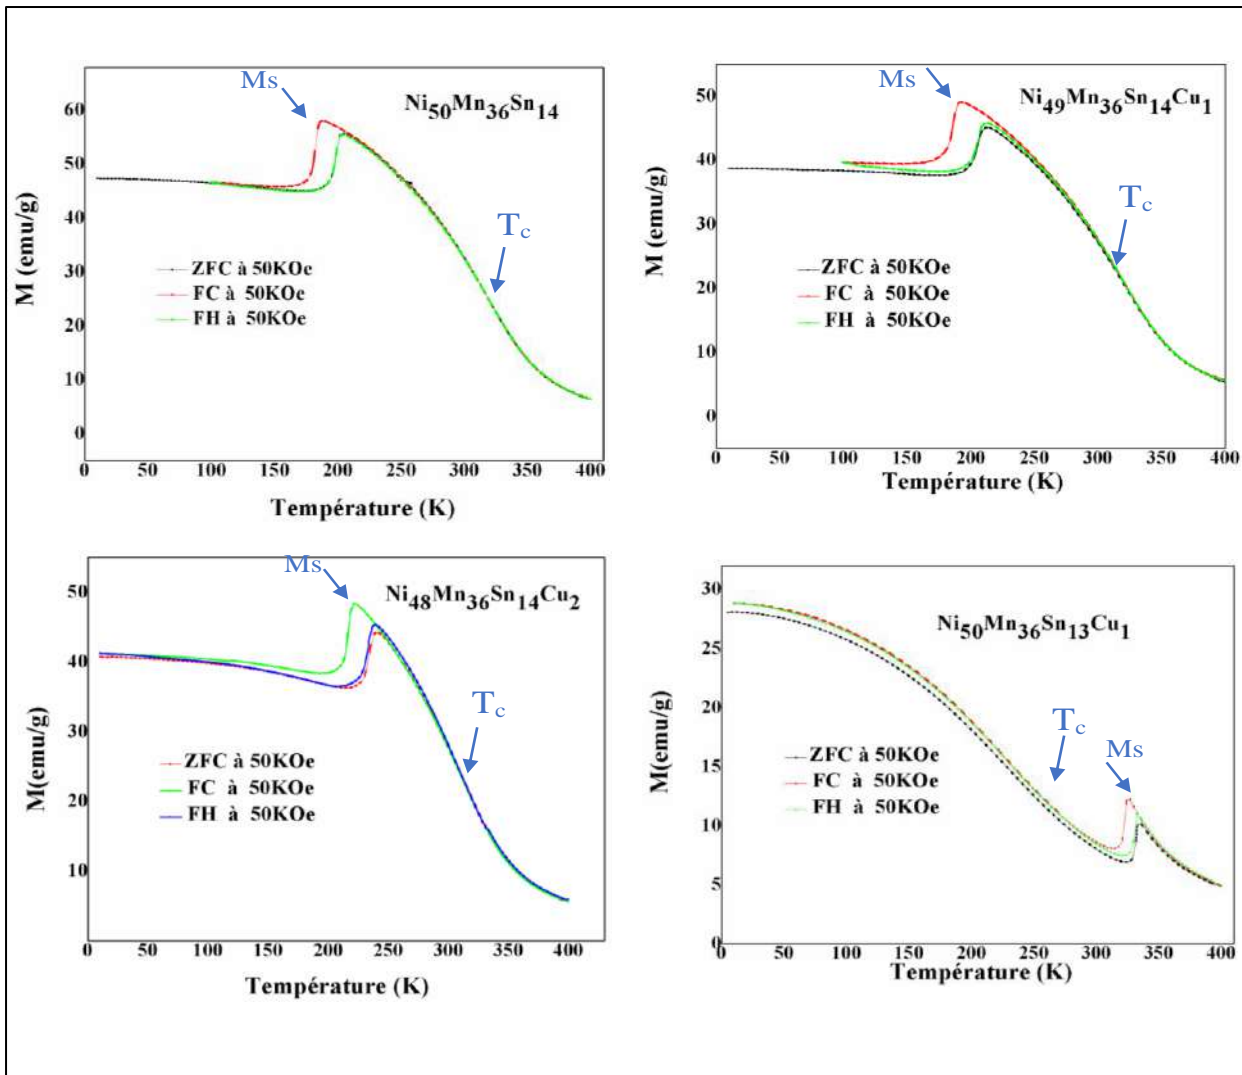 Ms
Ni50Mn36Sn14
Tc
ZFC à 50KOe
FC à 50KOe
FH à 50KOe
M (emu/g)
60
50
40
30
20
10
0
0 50 100 150 200 250 300 350 400
Température (K)
Ms
Ni49Mn36Sn14Cu1
Tc
ZFC à 50KOe
FC à 50KOe
FH à 50KOe
M (emu/g)
50
40
30
20
10
0
0 50 100 150 200 250 300 350 400
Température (K)
Ms
Ni48Mn36Sn14Cu2
Tc
ZFC à 50KOe
FC à 50KOe
FH à 50KOe
M(emu/g)
50
40
30
20
10
0 50 100 150 200 250 300 350 400
Température (K)
Ni50Mn36Sn13Cu1
Tc
Ms
ZFC à 50KOe
FC à 50KOe
FH à 50KOe
M(emu/g)
30
25
20
15
10
5
0
0 50 100 150 200 250 300 350 400
Température (K)